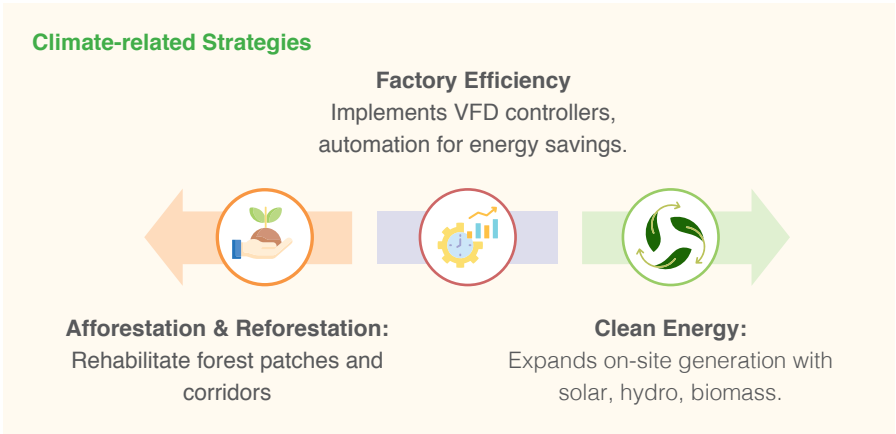 Climate-related Strategies
Factory Efficiency
Implements VFD controllers,
automation for energy savings.
Afforestation & Reforestation:
Rehabilitate forest patches and
corridors
Clean Energy:
Expands on-site generation with
solar, hydro, biomass.